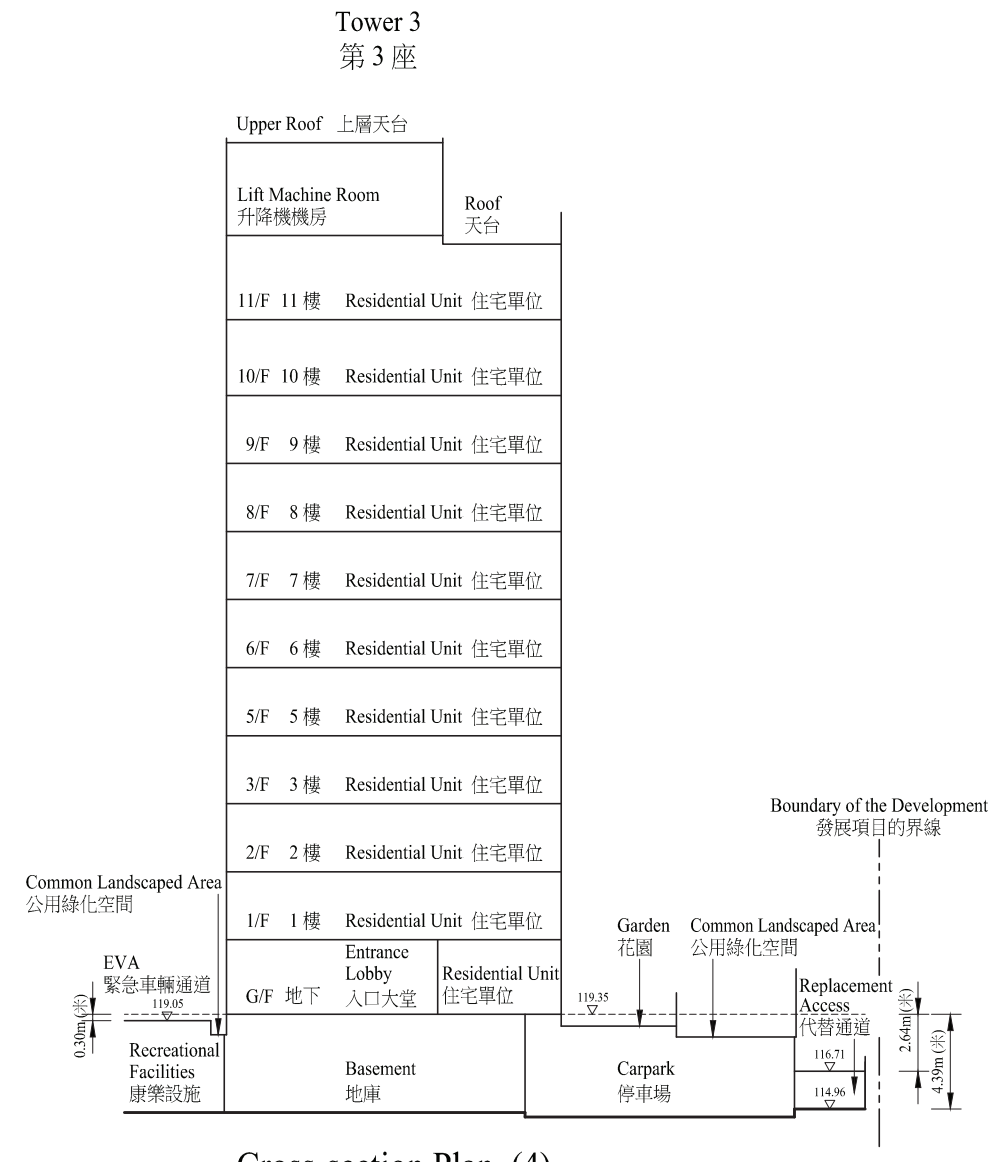 Tower 3
第 3 座
Upper Roof 上層天台
Lift Machine Room
升降機機房
Roof
天台
11/F 11 樓 Residential Unit 住宅單位
10/F 10 樓 Residential Unit 住宅單位
9/F 9 樓 Residential Unit 住宅單位
8/F 8 樓 Residential Unit 住宅單位
7/F 7 樓 Residential Unit 住宅單位
6/F 6 樓 Residential Unit 住宅單位
5/F 5 樓 Residential Unit 住宅單位
3/F 3 樓 Residential Unit 住宅單位
2/F 2 樓 Residential Unit 住宅單位
1/F 1 樓 Residential Unit 住宅單位
Boundary of the Development
發展項目的界線
Common Landscaped Area
公用綠化空間
Garden
花園
Common Landscaped Area
公用綠化空間
EVA
緊急車輛通道
119.05
0.30m (米)
G/F 地下
Entrance
Lobby
入口大堂
Residential Unit
住宅單位
119.35
Replacement
Access
代替通道
2.64m (米)
4.39m (米)
116.71
114.96
Recreational
Facilities
康樂設施
Basement
地庫
Carpark
停車場
Cross-section Plan (4)